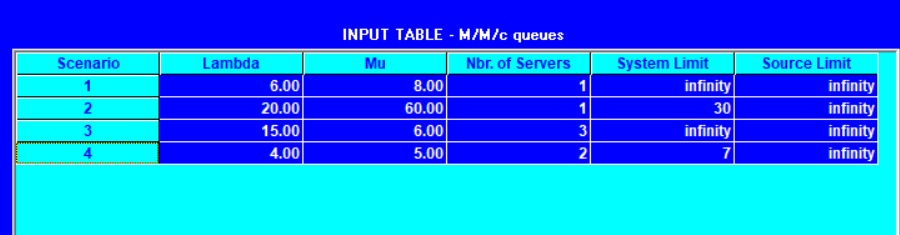 INPUT TABLE - M/M/c queues
Scenario Lambda Mu Nbr. of Servers System Limit Source Limit
1 6.00 8.00 1 infinity infinity
2 20.00 60.00 1 30 infinity
3 15.00 6.00 3 infinity infinity
4 4.00 5.00 2 7 infinity